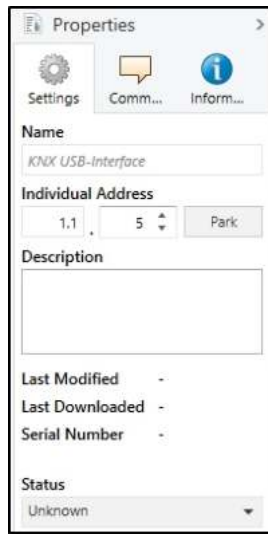 Properties
Settings Comm... Inform...
Name
KNX USB-Interface
Individual Address
1.1 . 5 Park
Description
Last Modified -
Last Downloaded -
Serial Number -
Status
Unknown